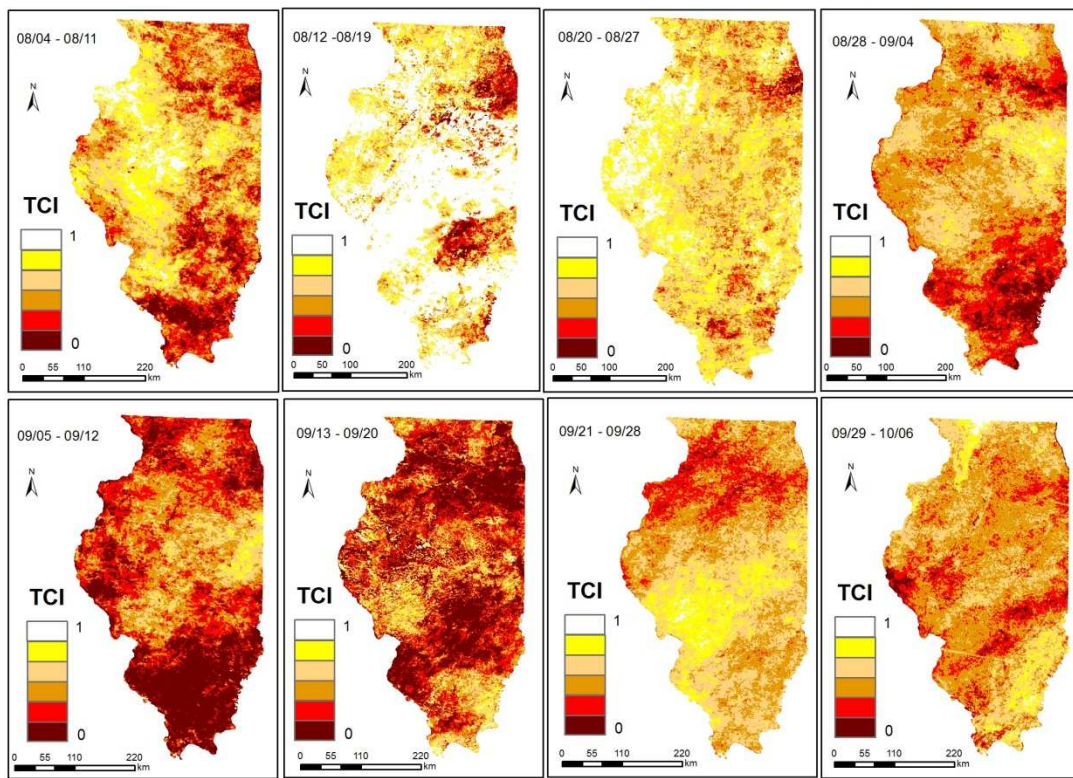 08/04 - 08/11
N
TCI
1
0
0 55 110 220
km
08/12 -08/19
N
TCI
1
0
0 50 100 200
km
08/20 - 08/27
N
TCI
1
0
0 50 100 200
km
08/28 - 09/04
N
TCI
1
0
0 50 100 200
km
09/05 - 09/12
N
TCI
1
0
0 55 110 220
km
09/13 - 09/20
N
TCI
1
0
0 55 110 220
km
09/21 - 09/28
N
TCI
1
0
0 55 110 220
km
09/29 - 10/06
N
TCI
1
0
0 55 110 220
km